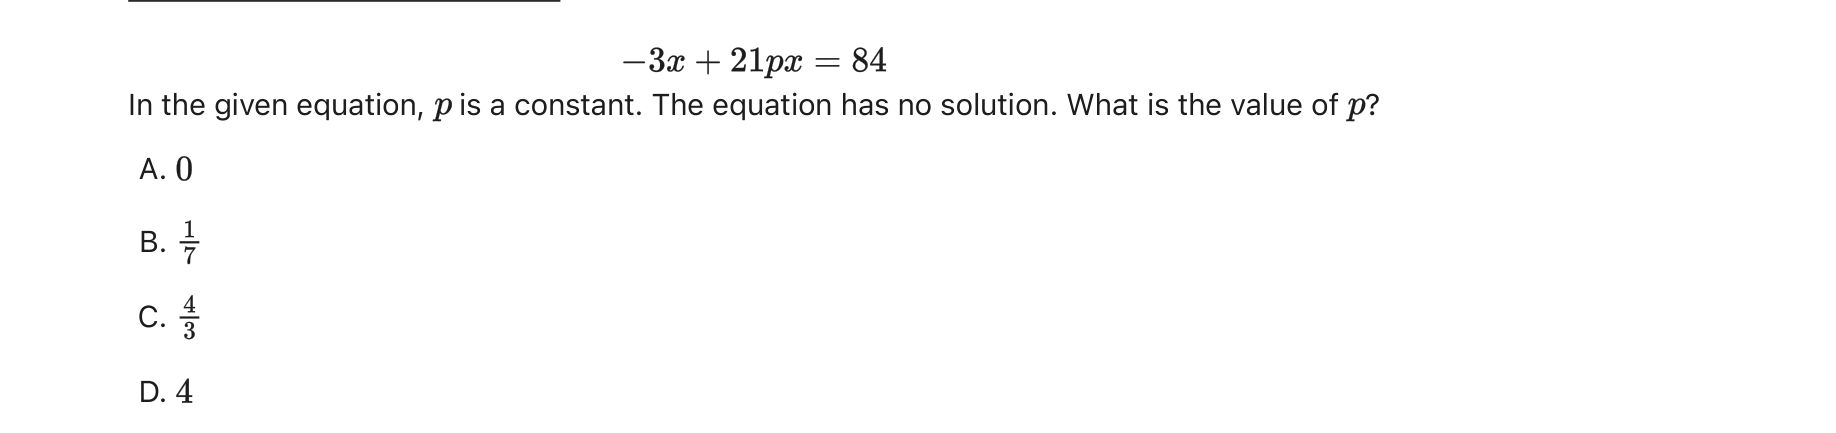 −3x + 21px = 84
In the given equation, p is a constant. The equation has no solution. What is the value of p?
A. 0
B. 1/7
C. 4/3
D. 4